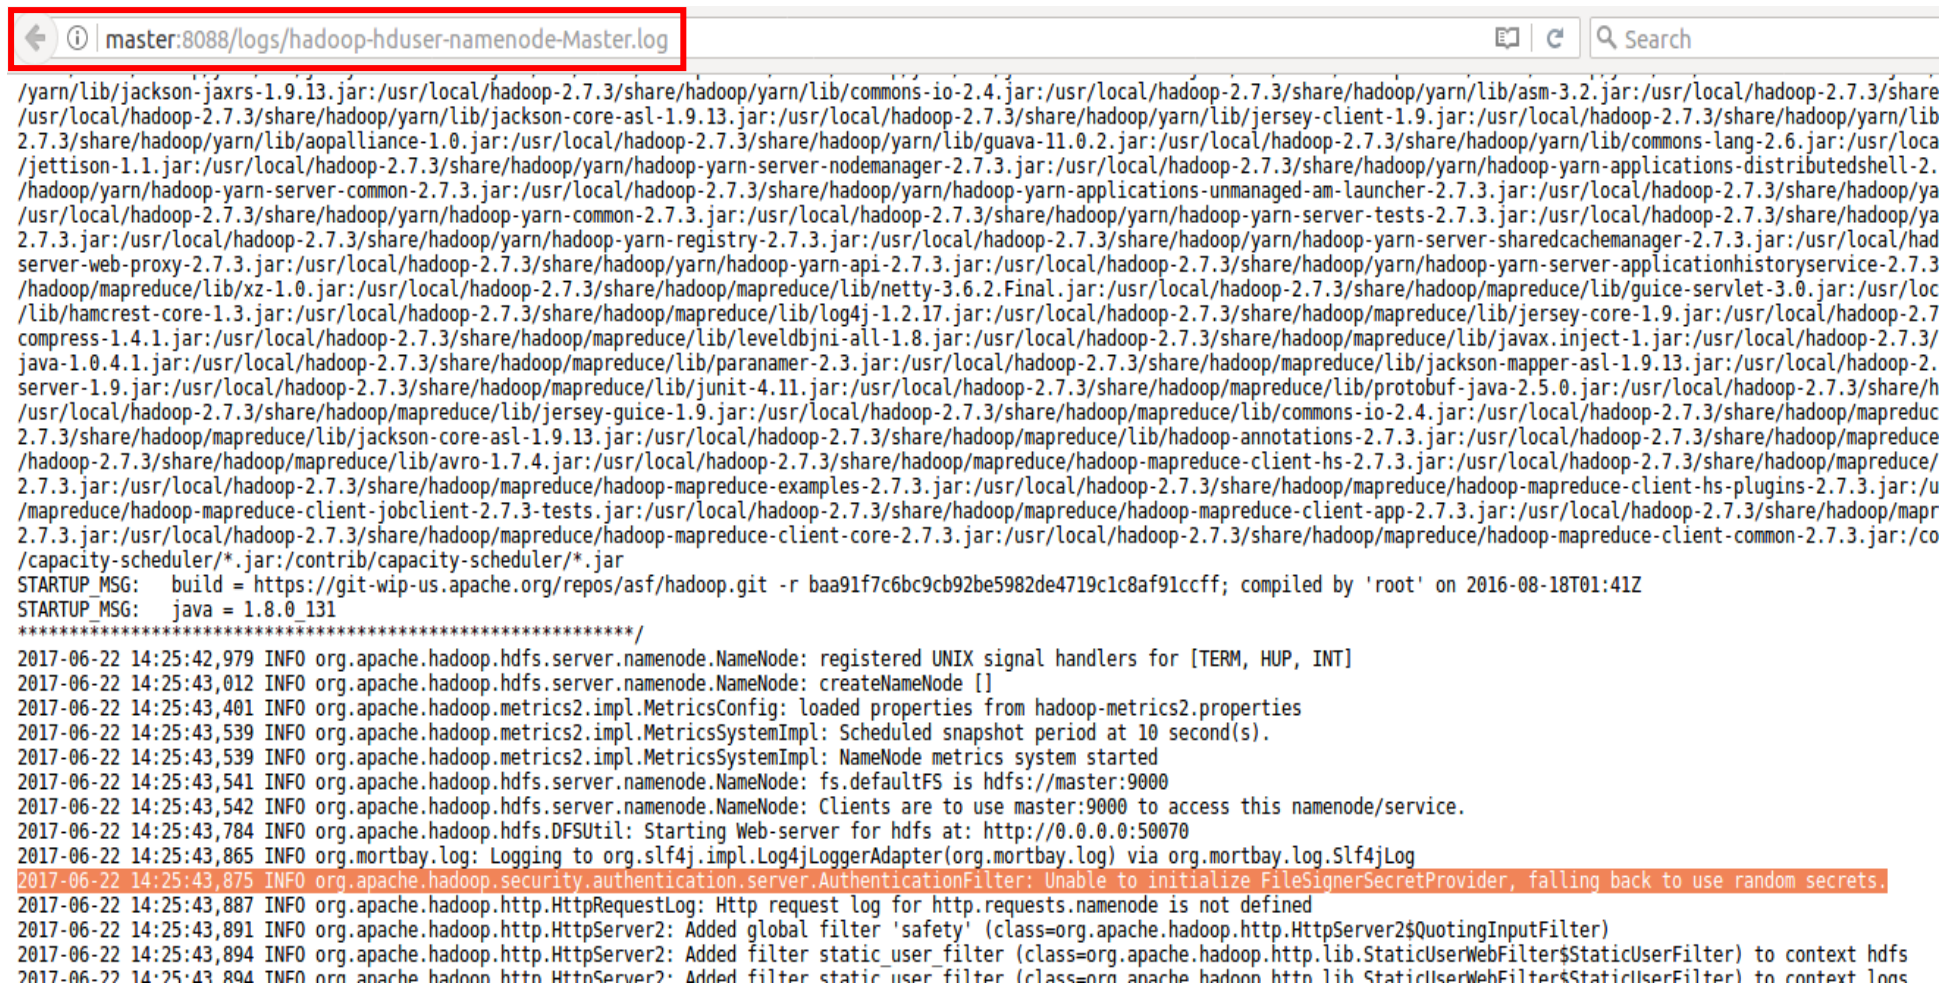 master:8088/logs/hadoop-hduser-namenode-Master.log
Search
/yarn/lib/jackson-jaxrs-1.9.13.jar:/usr/local/hadoop-2.7.3/share/hadoop/yarn/lib/commons-io-2.4.jar:/usr/local/hadoop-2.7.3/share/hadoop/yarn/lib/asm-3.2.jar:/usr/local/hadoop-2.7.3/share
/usr/local/hadoop-2.7.3/share/hadoop/yarn/lib/jackson-core-asl-1.9.13.jar:/usr/local/hadoop-2.7.3/share/hadoop/yarn/lib/jersey-client-1.9.jar:/usr/local/hadoop-2.7.3/share/hadoop/yarn/lib
2.7.3/share/hadoop/yarn/lib/aopalliance-1.0.jar:/usr/local/hadoop-2.7.3/share/hadoop/yarn/lib/guava-11.0.2.jar:/usr/local/hadoop-2.7.3/share/hadoop/yarn/lib/commons-lang-2.6.jar:/usr/loca
/jettison-1.1.jar:/usr/local/hadoop-2.7.3/share/hadoop/yarn/hadoop-yarn-server-nodemanager-2.7.3.jar:/usr/local/hadoop-2.7.3/share/hadoop/yarn/hadoop-yarn-applications-distributedshell-2.
/hadoop/yarn/hadoop-yarn-server-common-2.7.3.jar:/usr/local/hadoop-2.7.3/share/hadoop/yarn/hadoop-yarn-applications-unmanaged-am-launcher-2.7.3.jar:/usr/local/hadoop-2.7.3/share/hadoop/ya
/usr/local/hadoop-2.7.3/share/hadoop/yarn/hadoop-yarn-common-2.7.3.jar:/usr/local/hadoop-2.7.3/share/hadoop/yarn/hadoop-yarn-server-tests-2.7.3.jar:/usr/local/hadoop-2.7.3/share/hadoop/ya
2.7.3.jar:/usr/local/hadoop-2.7.3/share/hadoop/yarn/hadoop-yarn-registry-2.7.3.jar:/usr/local/hadoop-2.7.3/share/hadoop/yarn/hadoop-yarn-server-sharedcachemanager-2.7.3.jar:/usr/local/had
server-web-proxy-2.7.3.jar:/usr/local/hadoop-2.7.3/share/hadoop/yarn/hadoop-yarn-api-2.7.3.jar:/usr/local/hadoop-2.7.3/share/hadoop/yarn/hadoop-yarn-server-applicationhistoryservice-2.7.3
/hadoop/mapreduce/lib/xz-1.0.jar:/usr/local/hadoop-2.7.3/share/hadoop/mapreduce/lib/netty-3.6.2.Final.jar:/usr/local/hadoop-2.7.3/share/hadoop/mapreduce/lib/guice-servlet-3.0.jar:/usr/loc
/lib/hamcrest-core-1.3.jar:/usr/local/hadoop-2.7.3/share/hadoop/mapreduce/lib/log4j-1.2.17.jar:/usr/local/hadoop-2.7.3/share/hadoop/mapreduce/lib/jersey-core-1.9.jar:/usr/local/hadoop-2.7
compress-1.4.1.jar:/usr/local/hadoop-2.7.3/share/hadoop/mapreduce/lib/leveldbjni-all-1.8.jar:/usr/local/hadoop-2.7.3/share/hadoop/mapreduce/lib/javax.inject-1.jar:/usr/local/hadoop-2.7.3/
java-1.0.4.1.jar:/usr/local/hadoop-2.7.3/share/hadoop/mapreduce/lib/paranamer-2.3.jar:/usr/local/hadoop-2.7.3/share/hadoop/mapreduce/lib/jackson-mapper-asl-1.9.13.jar:/usr/local/hadoop-2.
server-1.9.jar:/usr/local/hadoop-2.7.3/share/hadoop/mapreduce/lib/junit-4.11.jar:/usr/local/hadoop-2.7.3/share/hadoop/mapreduce/lib/protobuf-java-2.5.0.jar:/usr/local/hadoop-2.7.3/share/h
/usr/local/hadoop-2.7.3/share/hadoop/mapreduce/lib/jersey-guice-1.9.jar:/usr/local/hadoop-2.7.3/share/hadoop/mapreduce/lib/commons-io-2.4.jar:/usr/local/hadoop-2.7.3/share/hadoop/mapreduc
2.7.3/share/hadoop/mapreduce/lib/jackson-core-asl-1.9.13.jar:/usr/local/hadoop-2.7.3/share/hadoop/mapreduce/lib/hadoop-annotations-2.7.3.jar:/usr/local/hadoop-2.7.3/share/hadoop/mapreduce
/hadoop-2.7.3/share/hadoop/mapreduce/lib/avro-1.7.4.jar:/usr/local/hadoop-2.7.3/share/hadoop/mapreduce/hadoop-mapreduce-client-hs-2.7.3.jar:/usr/local/hadoop-2.7.3/share/hadoop/mapreduce/
2.7.3.jar:/usr/local/hadoop-2.7.3/share/hadoop/mapreduce/hadoop-mapreduce-examples-2.7.3.jar:/usr/local/hadoop-2.7.3/share/hadoop/mapreduce/hadoop-mapreduce-client-hs-plugins-2.7.3.jar:/u
/mapreduce/hadoop-mapreduce-client-jobclient-2.7.3-tests.jar:/usr/local/hadoop-2.7.3/share/hadoop/mapreduce/hadoop-mapreduce-client-app-2.7.3.jar:/usr/local/hadoop-2.7.3/share/hadoop/mapr
2.7.3.jar:/usr/local/hadoop-2.7.3/share/hadoop/mapreduce/hadoop-mapreduce-client-core-2.7.3.jar:/usr/local/hadoop-2.7.3/share/hadoop/mapreduce/hadoop-mapreduce-client-common-2.7.3.jar:/co
/capacity-scheduler/*.jar:/contrib/capacity-scheduler/*.jar
STARTUP_MSG:   build = https://git-wip-us.apache.org/repos/asf/hadoop.git -r baa91f7c6bc9cb92be5982de4719c1c8af91ccff; compiled by 'root' on 2016-08-18T01:41Z
STARTUP_MSG:   java = 1.8.0_131
************************************************************/
2017-06-22 14:25:42,979 INFO org.apache.hadoop.hdfs.server.namenode.NameNode: registered UNIX signal handlers for [TERM, HUP, INT]
2017-06-22 14:25:43,012 INFO org.apache.hadoop.hdfs.server.namenode.NameNode: createNameNode []
2017-06-22 14:25:43,401 INFO org.apache.hadoop.metrics2.impl.MetricsConfig: loaded properties from hadoop-metrics2.properties
2017-06-22 14:25:43,539 INFO org.apache.hadoop.metrics2.impl.MetricsSystemImpl: Scheduled snapshot period at 10 second(s).
2017-06-22 14:25:43,539 INFO org.apache.hadoop.metrics2.impl.MetricsSystemImpl: NameNode metrics system started
2017-06-22 14:25:43,541 INFO org.apache.hadoop.hdfs.server.namenode.NameNode: fs.defaultFS is hdfs://master:9000
2017-06-22 14:25:43,542 INFO org.apache.hadoop.hdfs.server.namenode.NameNode: Clients are to use master:9000 to access this namenode/service.
2017-06-22 14:25:43,784 INFO org.apache.hadoop.hdfs.DFSUtil: Starting Web-server for hdfs at: http://0.0.0.0:50070
2017-06-22 14:25:43,865 INFO org.mortbay.log: Logging to org.slf4j.impl.Log4jLoggerAdapter(org.mortbay.log) via org.mortbay.log.Slf4jLog
2017-06-22 14:25:43,875 INFO org.apache.hadoop.security.authentication.server.AuthenticationFilter: Unable to initialize FileSignerSecretProvider, falling back to use random secrets.
2017-06-22 14:25:43,887 INFO org.apache.hadoop.http.HttpRequestLog: Http request log for http.requests.namenode is not defined
2017-06-22 14:25:43,891 INFO org.apache.hadoop.http.HttpServer2: Added global filter 'safety' (class=org.apache.hadoop.http.HttpServer2$QuotingInputFilter)
2017-06-22 14:25:43,894 INFO org.apache.hadoop.http.HttpServer2: Added filter static_user_filter (class=org.apache.hadoop.http.lib.StaticUserWebFilter$StaticUserFilter) to context hdfs
2017-06-22 14:25:43,894 INFO org.apache.hadoop.http.HttpServer2: Added filter static_user_filter (class=org.apache.hadoop.http.lib.StaticUserWebFilter$StaticUserFilter) to context logs